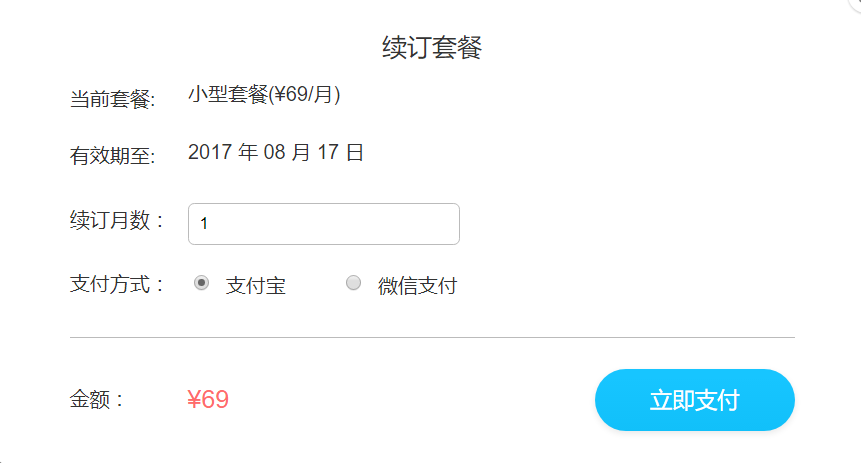 续订套餐
当前套餐: 小型套餐(¥69/月)
有效期至: 2017 年 08 月 17 日
续订月数： 1
支付方式： 支付宝 微信支付
金额： ¥69 立即支付